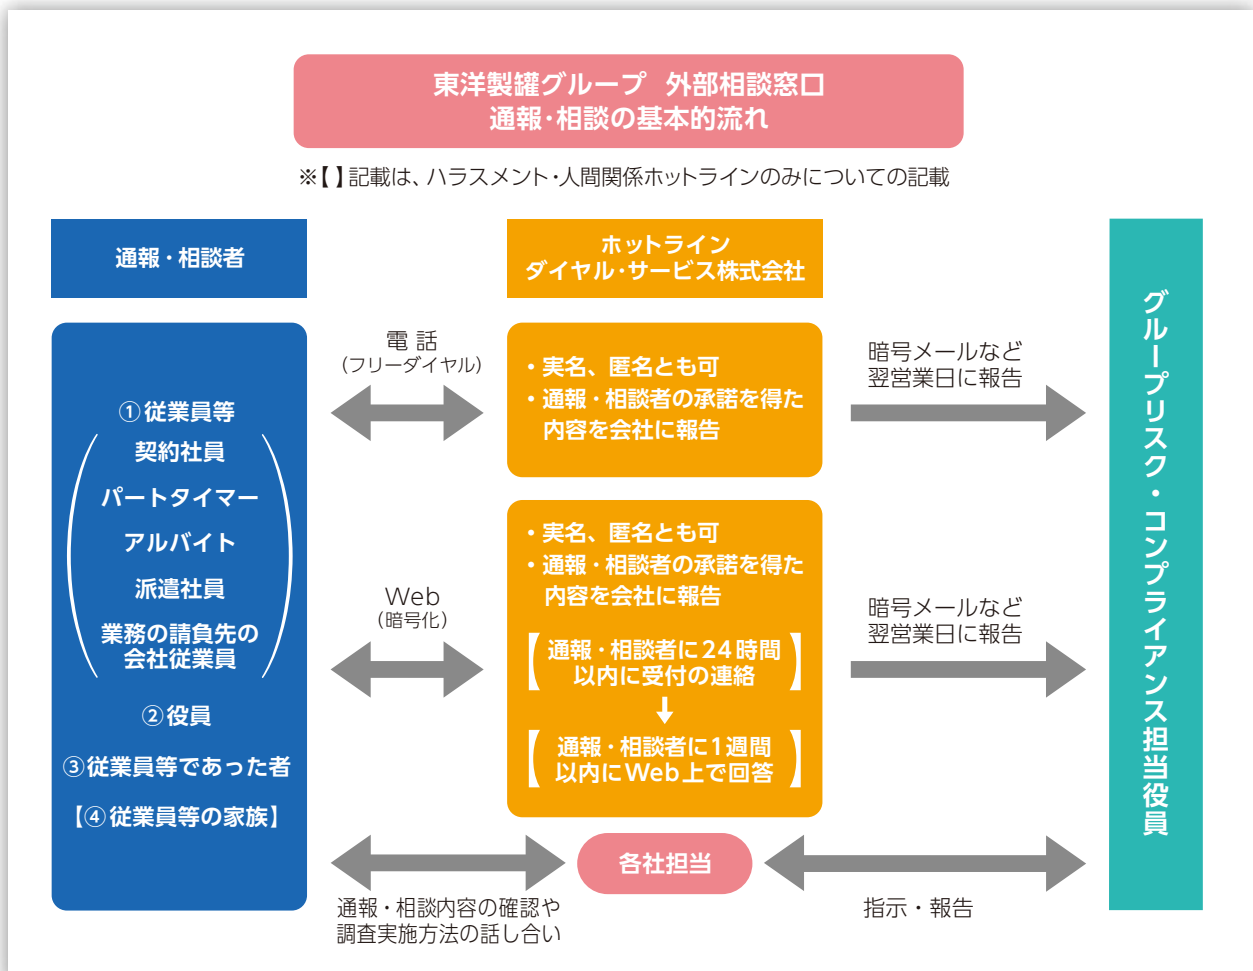 東洋製罐グループ 外部相談窓口
通報・相談の基本的流れ
※【 】記載は、ハラスメント・人間関係ホットラインのみについての記載
通報・相談者
①従業員等
契約社員
パートタイマー
アルバイト
派遣社員
業務の請負先の
会社従業員
②役員
③従業員等であった者
【④従業員等の家族】
電話
(フリーダイヤル)
Web
(暗号化)
通報・相談内容の確認や
調査実施方法の話し合い
ホットライン
ダイヤル・サービス株式会社
・実名、匿名とも可
・通報・相談者の承諾を得た
内容を会社に報告
・実名、匿名とも可
・通報・相談者の承諾を得た
内容を会社に報告
【通報・相談者に24時間
以内に受付の連絡】
↓
【通報・相談者に1週間
以内にWeb上で回答】
各社担当
暗号メールなど
翌営業日に報告
暗号メールなど
翌営業日に報告
指示・報告
グループリスク・コンプライアンス担当役員